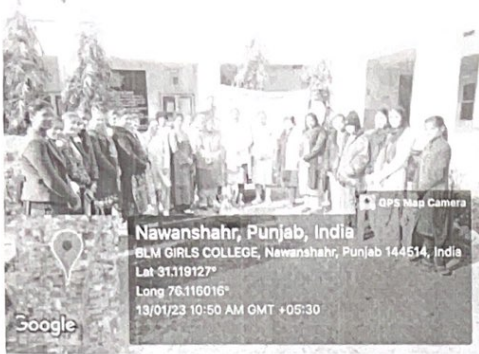 GPS Map Camera
Nawanshahr, Punjab, India
BLM GIRLS COLLEGE, Nawanshahr, Punjab 144514, India
Lat 31.119127°
Long 76.116016°
13/01/23 10:50 AM GMT +05:30
Google